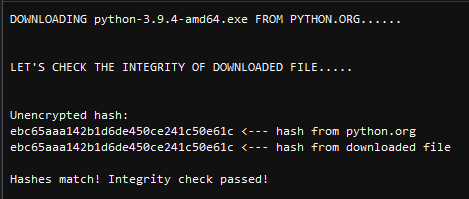 DOWNLOADING python-3.9.4-amd64.exe FROM PYTHON.ORG......
LET'S CHECK THE INTEGRITY OF DOWNLOADED FILE.....
Unencrypted hash:
ebc65aaa142b1d6de450ce241c50e61c <--- hash from python.org
ebc65aaa142b1d6de450ce241c50e61c <--- hash from downloaded file
Hashes match! Integrity check passed!